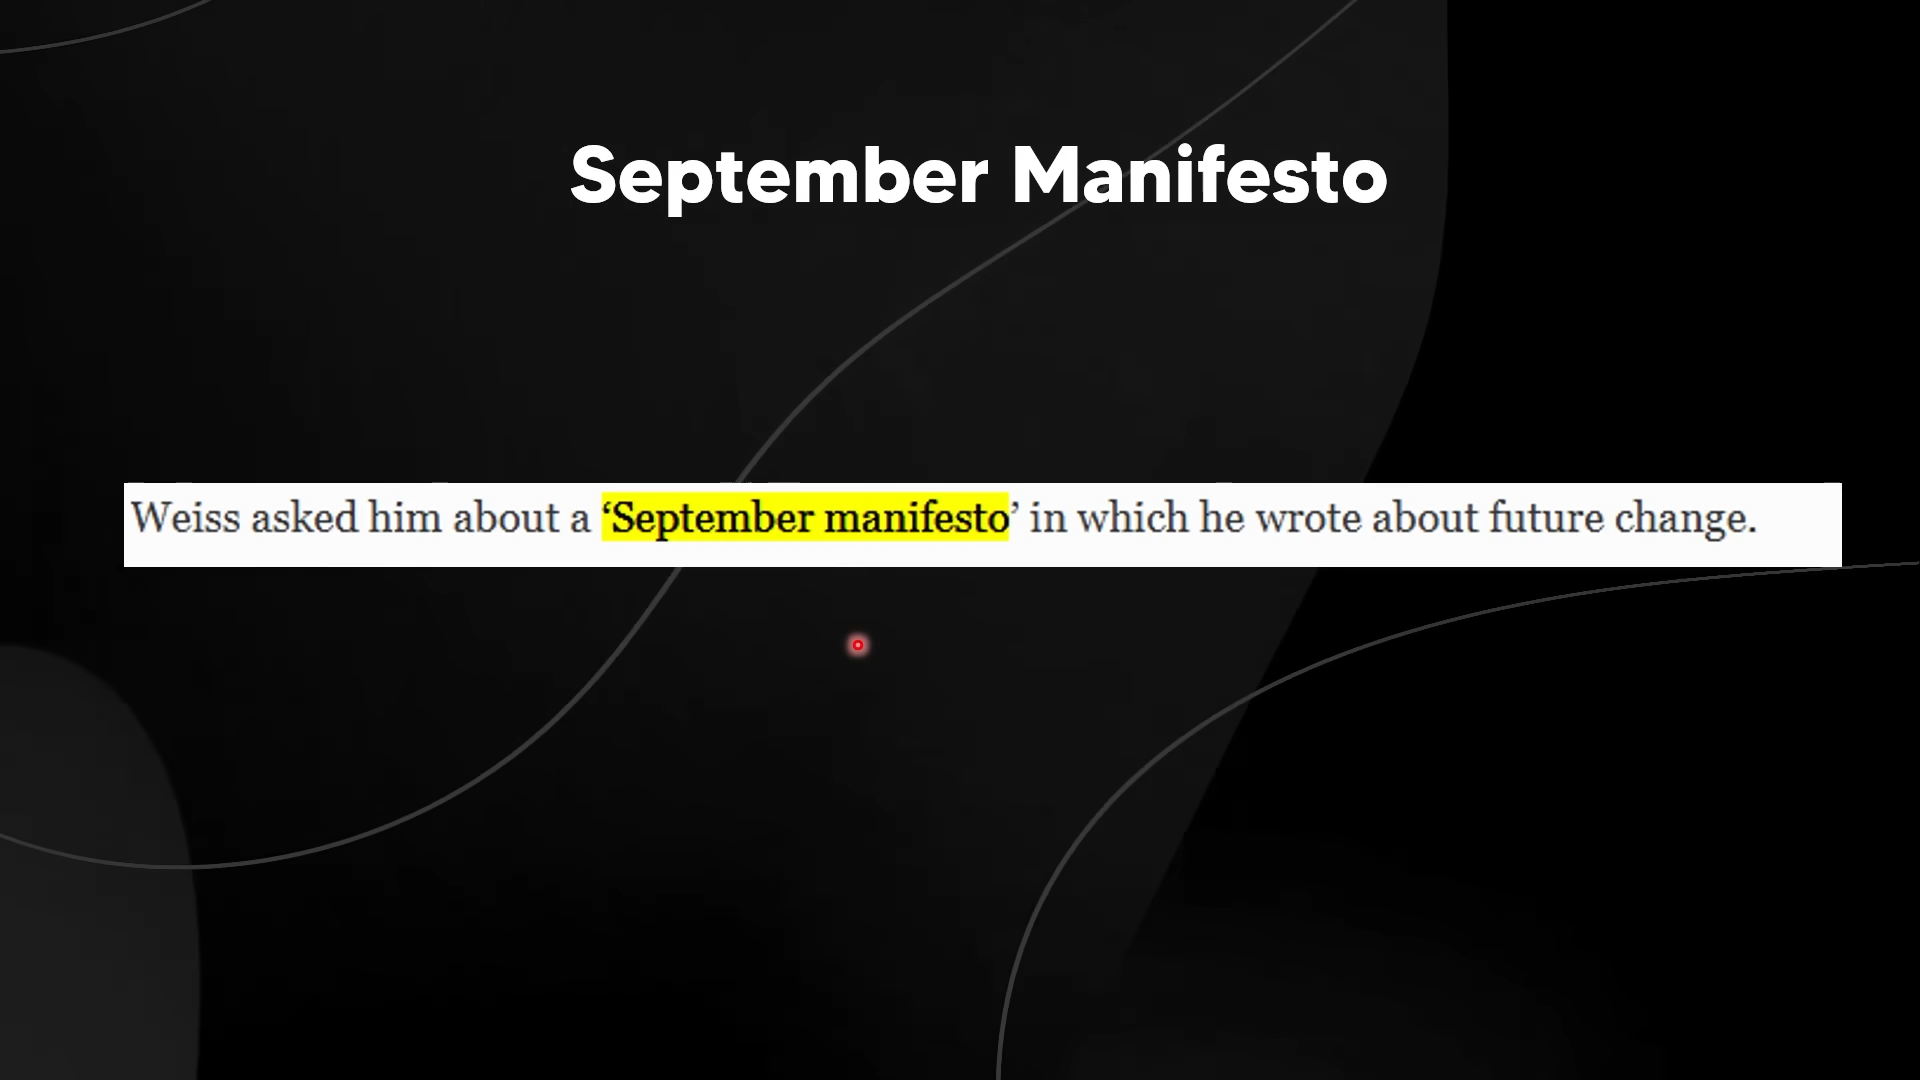 September Manifesto
Weiss asked him about a ‘September manifesto’ in which he wrote about future change.